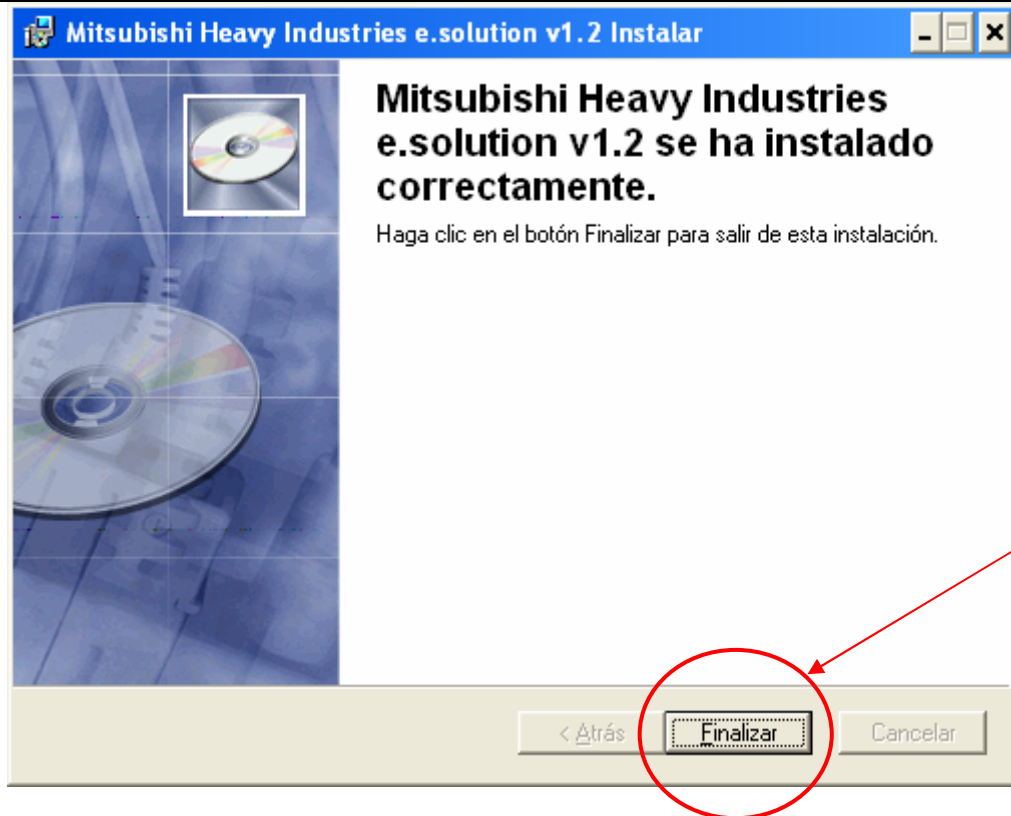 Mitsubishi Heavy Industries e.solution v1.2 Instalar
Mitsubishi Heavy Industries
e.solution v1.2 se ha instalado
correctamente.
Haga clic en el botón Finalizar para salir de esta instalación.
< Atrás Finalizar Cancelar